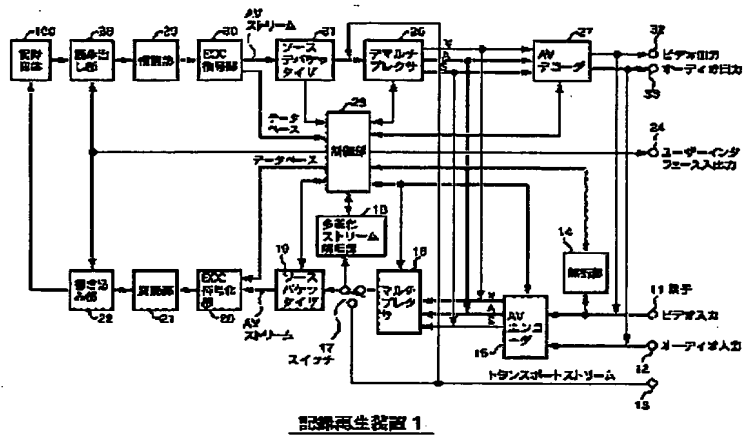 100
記録媒体
28
読み出し部
29
復調部
30
ECC復号部
AV
ストリーム
31
ソース
デパケッ
タイザ
26
デマルチ
プレクサ
V
A
S
27
AV
デコーダ
32
ビデオ出力
オーディオ出力
33
データ
ベース
23
制御部
24
ユーザーインタ
フェース入出力
データベース
18
多重化
ストリーム
解析部
14
解析部
22
書き込み部
21
変調部
20
ECC
符号化部
AV
ストリーム
19
ソース
パケッ
タイザ
17
スイッチ
16
マルチ
プレク
サ
V
A
S
15
AV
エンコ
ーダ
11 端子
ビデオ入力
オーディオ入力
12
トランスポートストリーム
13
記録再生装置 1